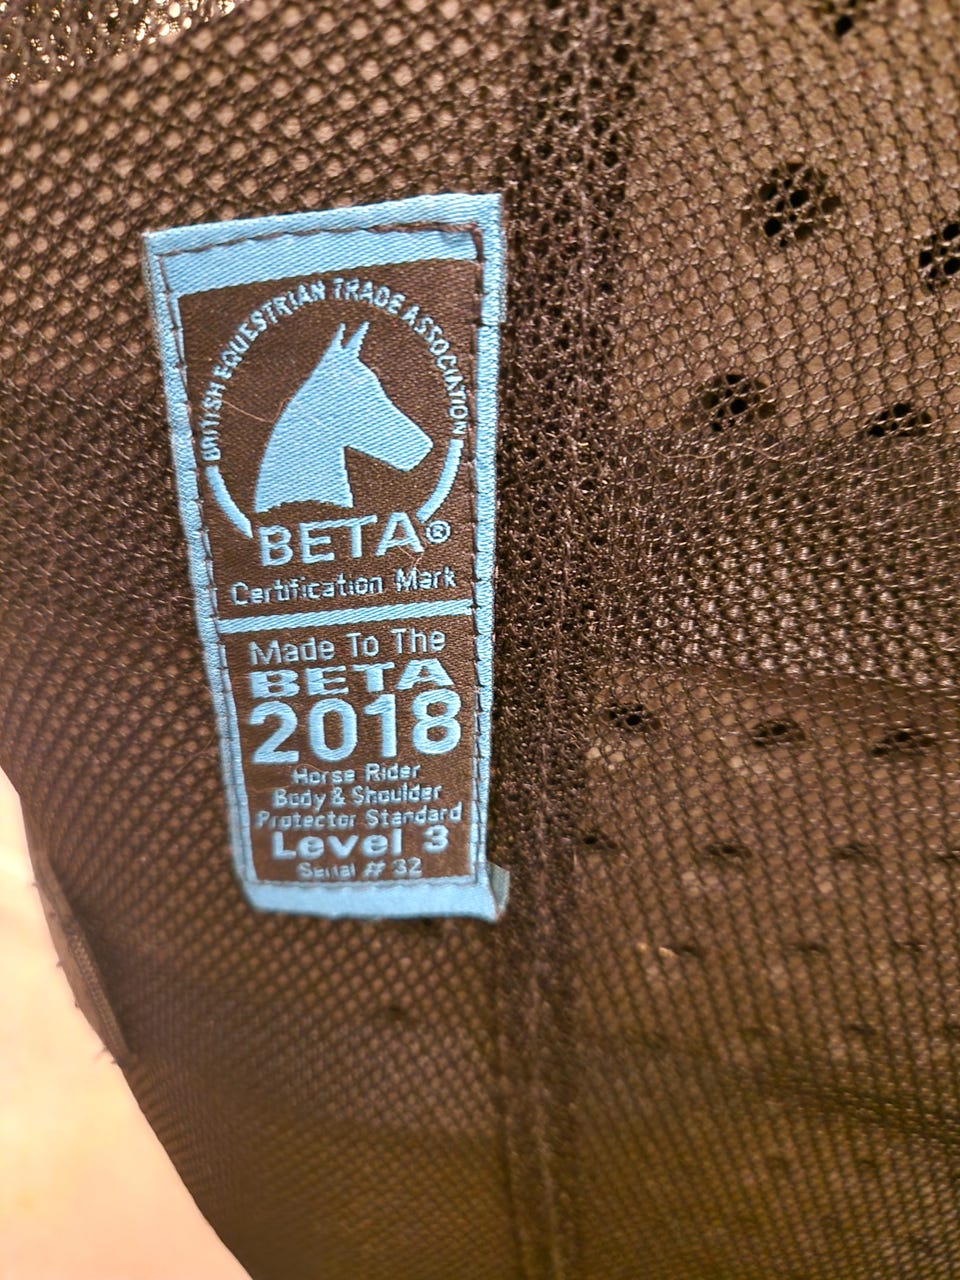 BRITISH EQUESTRIAN TRADE ASSOCIATION
BETA®
Certification Mark
Made To The
BETA
2018
Horse Rider
Body & Shoulder
Protector Standard
Level 3
Serial # 32